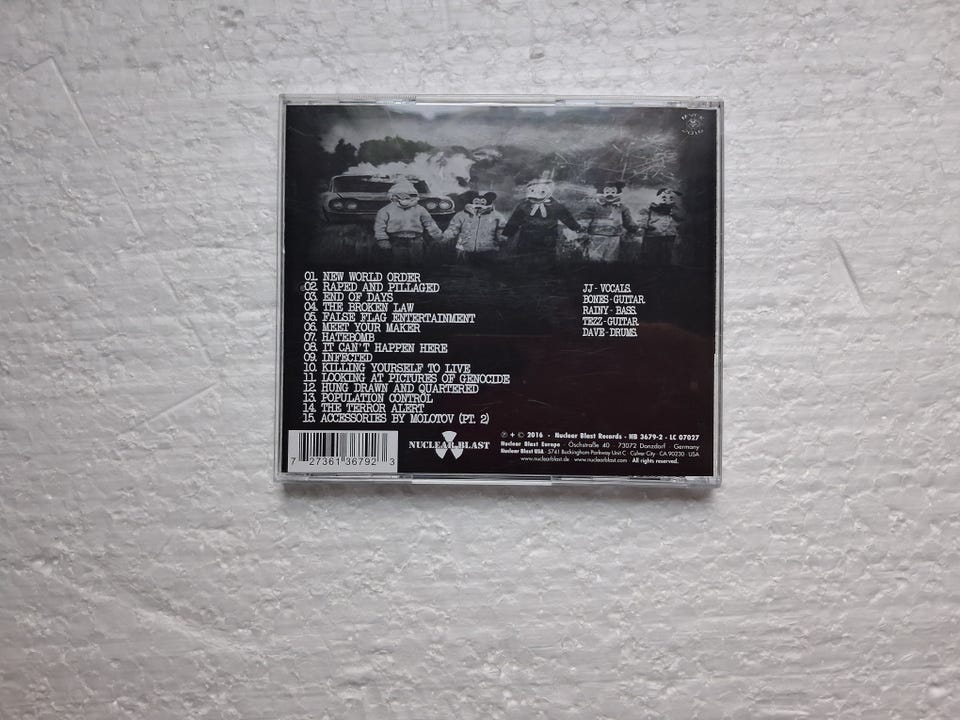 01. NEW WORLD ORDER
02. RAPED AND PILLAGED
03. END OF DAYS
04. THE BROKEN LAW
05. FALSE FLAG ENTERTAINMENT
06. MEET YOUR MAKER
07. HATEBOMB
08. IT CAN'T HAPPEN HERE
09. INFECTED
10. KILLING YOURSELF TO LIVE
11. LOOKING AT PICTURES OF GENOCIDE
12. HUNG DRAWN AND QUARTERED
13. POPULATION CONTROL
14. THE TERROR ALERT
15. ACCESSORIES BY MOLOTOV (PT. 2)
JJ - VOCALS.
BONES - GUITAR.
RAINY - BASS.
TEZZ - GUITAR.
DAVE - DRUMS.
7 27361 36792 3
NUCLEAR BLAST
℗ + © 2016 - Nuclear Blast Records - NB 3679-2 - LC 07027
Nuclear Blast Europe · Öschstraße 40 · 73072 Donzdorf · Germany
Nuclear Blast USA · 5741 Buckingham Parkway Unit C · Culver City · CA 90230 · USA
www.nuclearblast.de · www.nuclearblast.com All rights reserved.